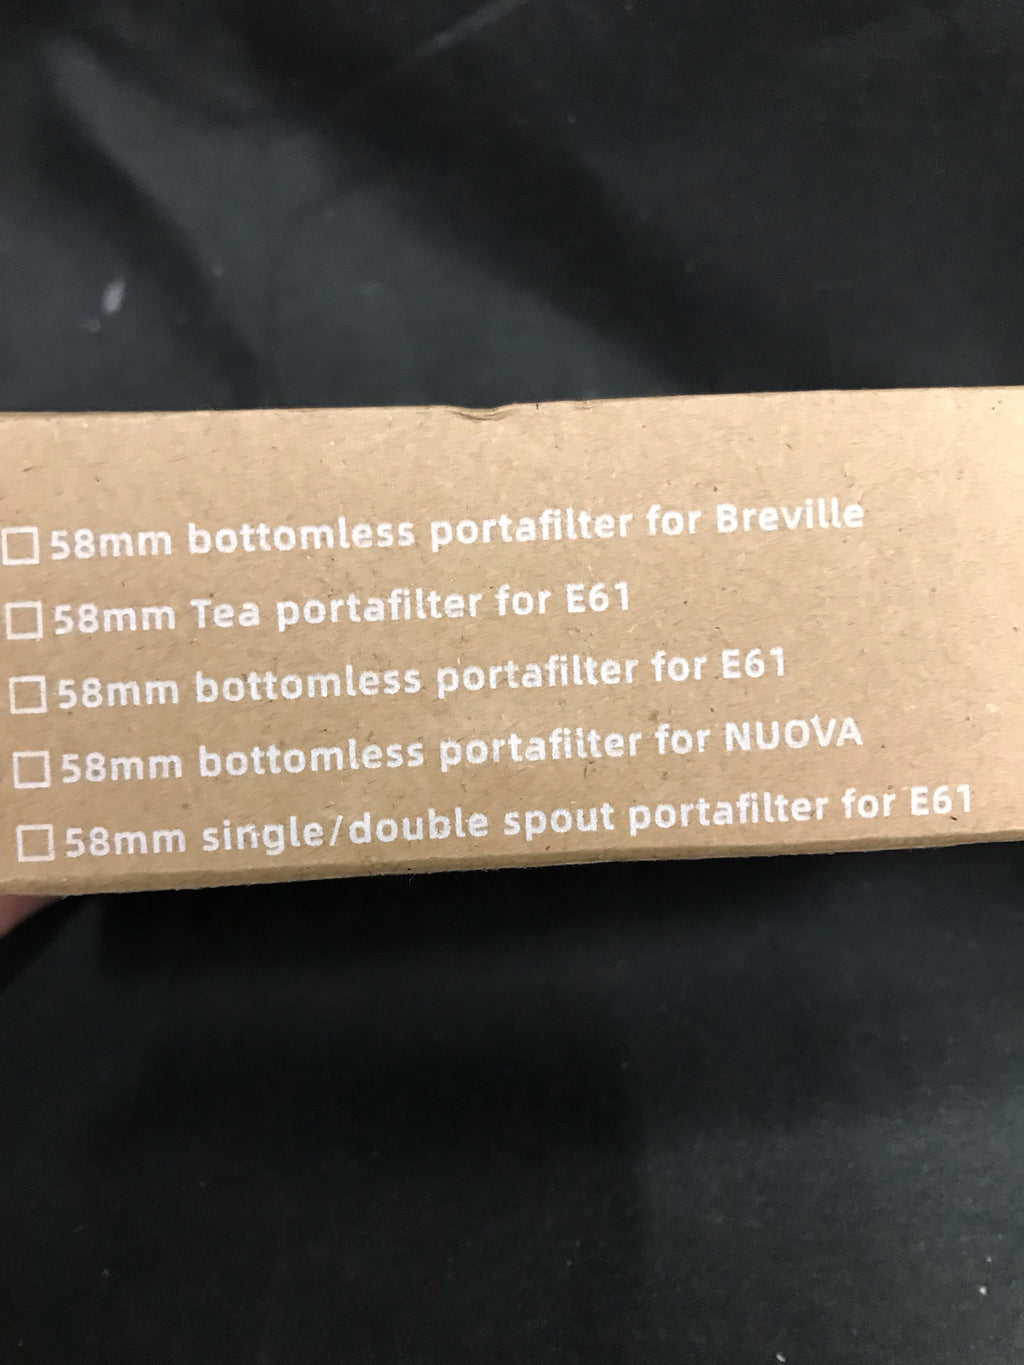 ☐ 58mm bottomless portafilter for Breville
☐ 58mm Tea portafilter for E61
☐ 58mm bottomless portafilter for E61
☐ 58mm bottomless portafilter for NUOVA
☐ 58mm single/double spout portafilter for E61